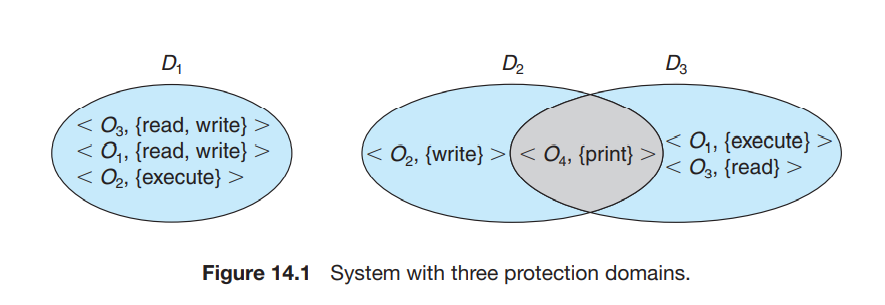 D₁
< O₃, {read, write} >
< O₁, {read, write} >
< O₂, {execute} >
D₂
D₃
< O₂, {write} >
< O₄, {print} >
< O₁, {execute} >
< O₃, {read} >
Figure 14.1 System with three protection domains.